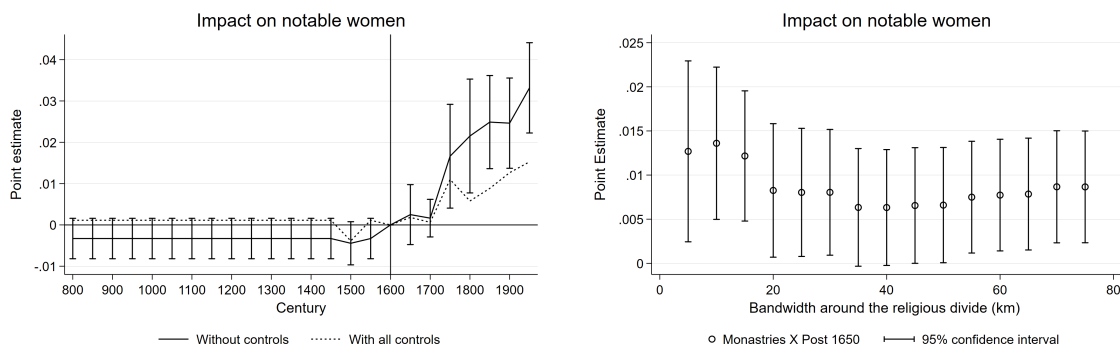 Impact on notable women
.04
.03
.02
.01
0
-.01
Point estimate
800 900 1000 1100 1200 1300 1400 1500 1600 1700 1800 1900
Century
Without controls With all controls
Impact on notable women
.025
.02
.015
.01
.005
0
Point Estimate
0 20 40 60 80
Bandwidth around the religious divide (km)
Monastries X Post 1650 95% confidence interval